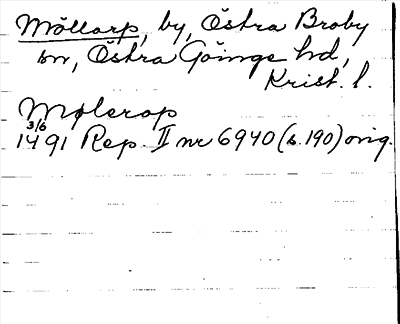 Möllarp, by, Östra Broby
sn, Östra Göinge hd,
Krist. l.
Mølerop
3/6
1491 Rep. II nr 6940 (s. 190) orig.